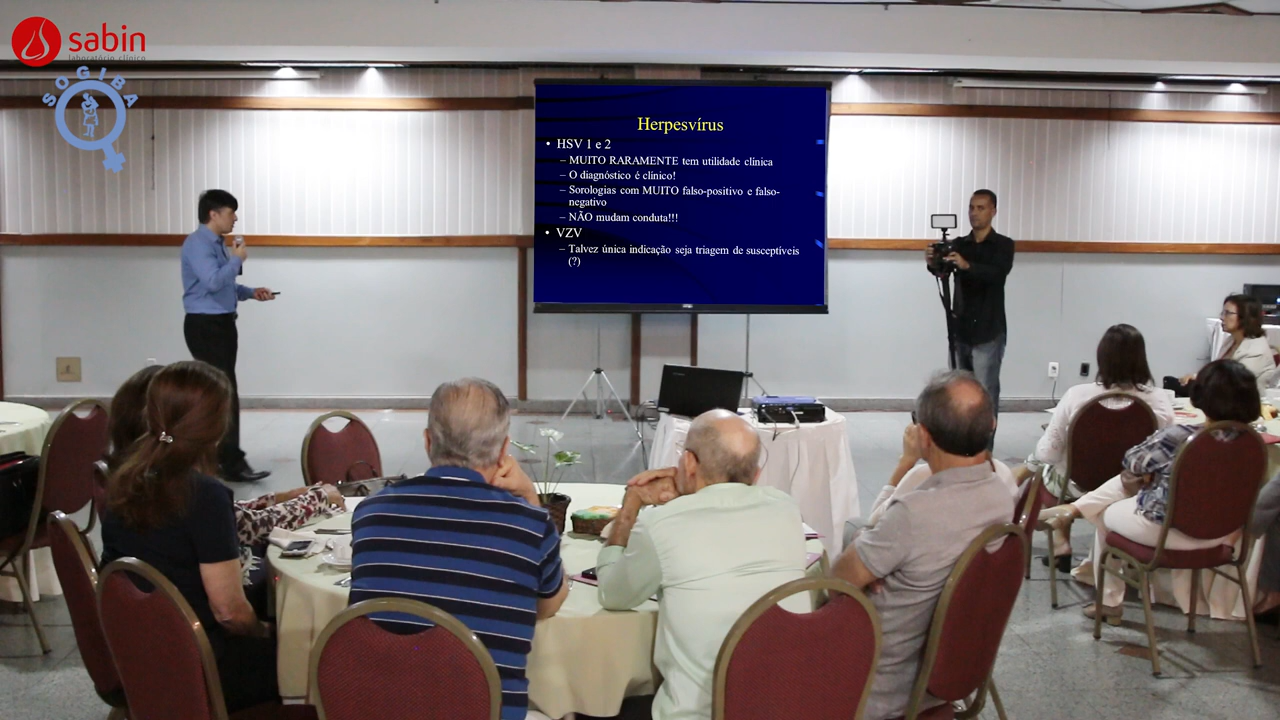 sabin
laboratório clínico
SOGIBA
Herpesvírus
• HSV 1 e 2
– MUITO RARAMENTE tem utilidade clínica
– O diagnóstico é clínico!
– Sorologias com MUITO falso-positivo e falso-
negativo
– NÃO mudam conduta!!!
• VZV
– Talvez única indicação seja triagem de susceptíveis
(?)